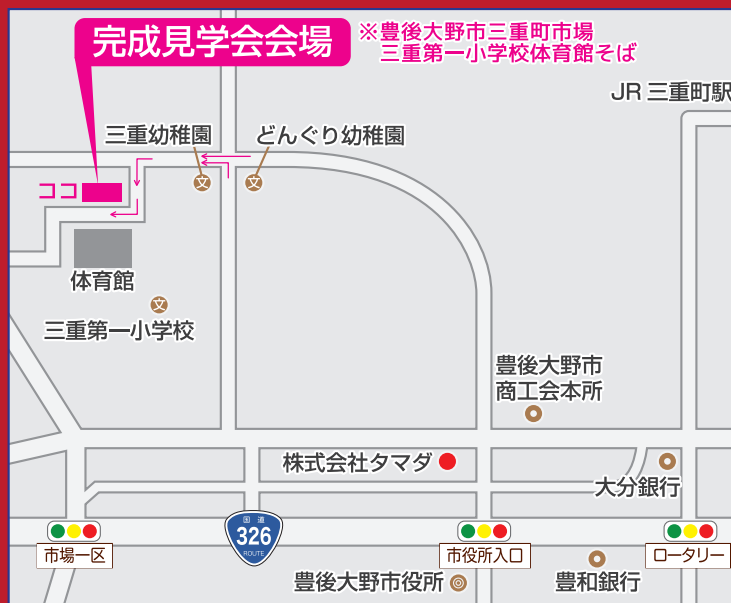 完成見学会会場
※豊後大野市三重町市場
三重第一小学校体育館そば
JR 三重町駅
三重幼稚園
どんぐり幼稚園
文
文
ココ
体育館
文
三重第一小学校
豊後大野市
商工会本所
株式会社タマダ
大分銀行
国道
326
ROUTE
市場一区
市役所入口
ロータリー
豊後大野市役所
豊和銀行